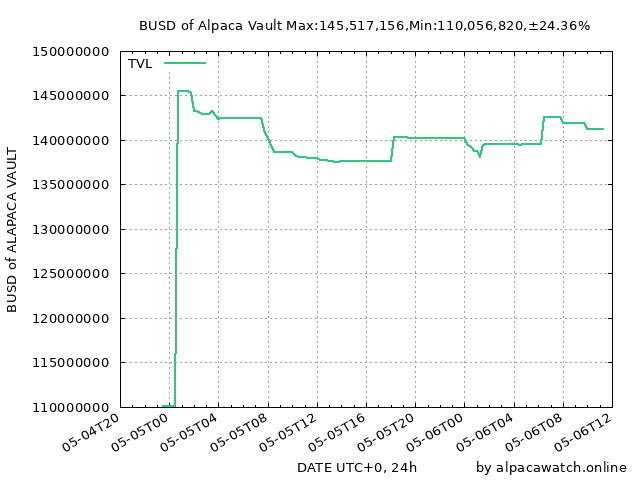 BUSD of Alpaca Vault Max:145,517,156,Min:110,056,820,±24.36%
TVL
150000000
145000000
140000000
135000000
130000000
125000000
120000000
115000000
110000000
BUSD of ALAPACA VAULT
05-04T20
05-05T00
05-05T04
05-05T08
05-05T12
05-05T16
05-05T20
05-06T00
05-06T04
05-06T08
05-06T12
DATE UTC+0, 24h
by alpacawatch.online